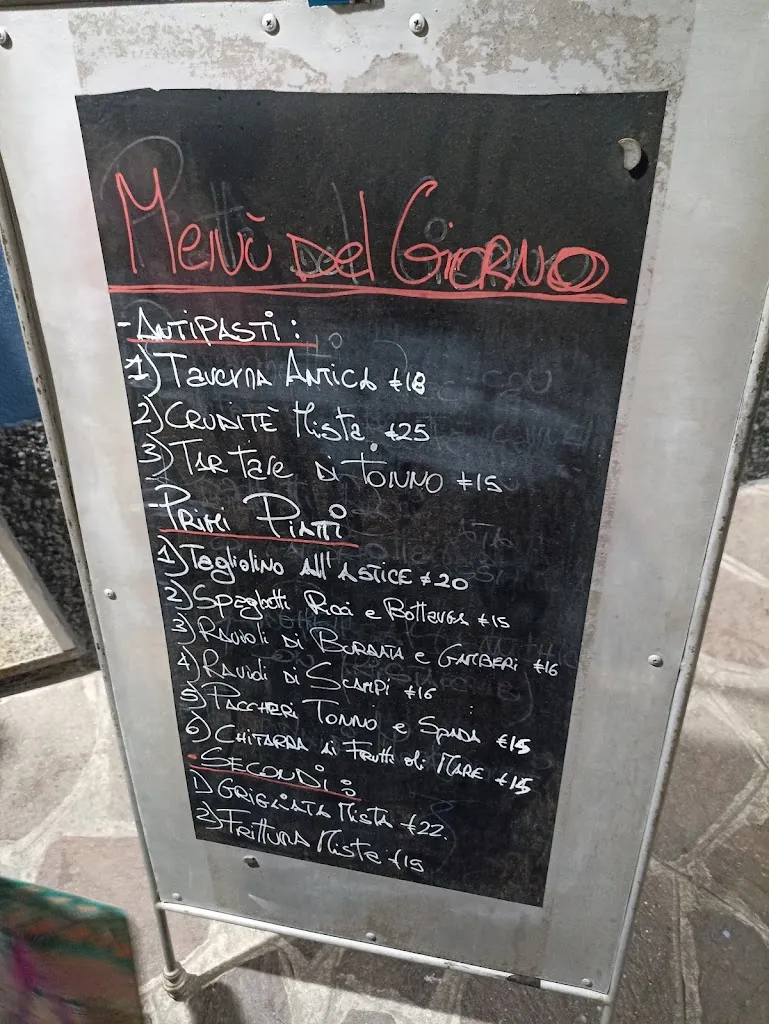 Menù Del Giorno
-Antipasti:
1) Taverna Antica €18
2) Crudité Mista €25
3) Tartare di Tonno €15
-Primi Piatti
1) Tagliolino all'Astice €20
2) Spaghetti Ricci e Bottarga €15
3) Ravioli di Burrata e Gamberi €16
4) Ravioli di Scampi €16
5) Paccheri Tonno e Spada €15
6) Chitarra ai Frutti di Mare €15
-Secondi:
1) Grigliata Mista €22.
2) Frittura Mista €15